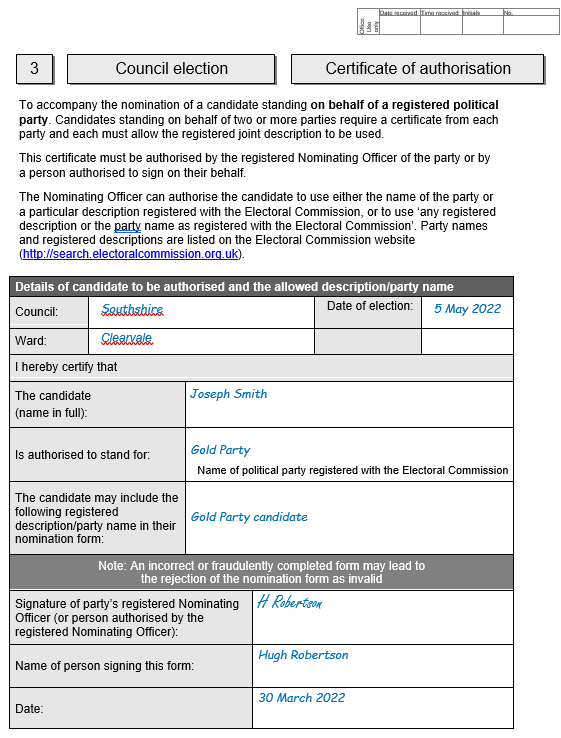 Office Use only
Date received Time received Initials No.
3 Council election Certificate of authorisation
To accompany the nomination of a candidate standing on behalf of a registered political
party. Candidates standing on behalf of two or more parties require a certificate from each
party and each must allow the registered joint description to be used.
This certificate must be authorised by the registered Nominating Officer of the party or by
a person authorised to sign on their behalf.
The Nominating Officer can authorise the candidate to use either the name of the party or
a particular description registered with the Electoral Commission, or to use ‘any registered
description or the party name as registered with the Electoral Commission’. Party names
and registered descriptions are listed on the Electoral Commission website
(http://search.electoralcommission.org.uk).
Details of candidate to be authorised and the allowed description/party name
Council: Southshire Date of election: 5 May 2022
Ward: Clearvale
I hereby certify that
The candidate
(name in full):
Joseph Smith
Is authorised to stand for:
Gold Party
Name of political party registered with the Electoral Commission
The candidate may include the
following registered
description/party name in their
nomination form:
Gold Party candidate
Note: An incorrect or fraudulently completed form may lead to
the rejection of the nomination form as invalid
Signature of party’s registered Nominating
Officer (or person authorised by the
registered Nominating Officer):
H Robertson
Name of person signing this form:
Hugh Robertson
Date:
30 March 2022